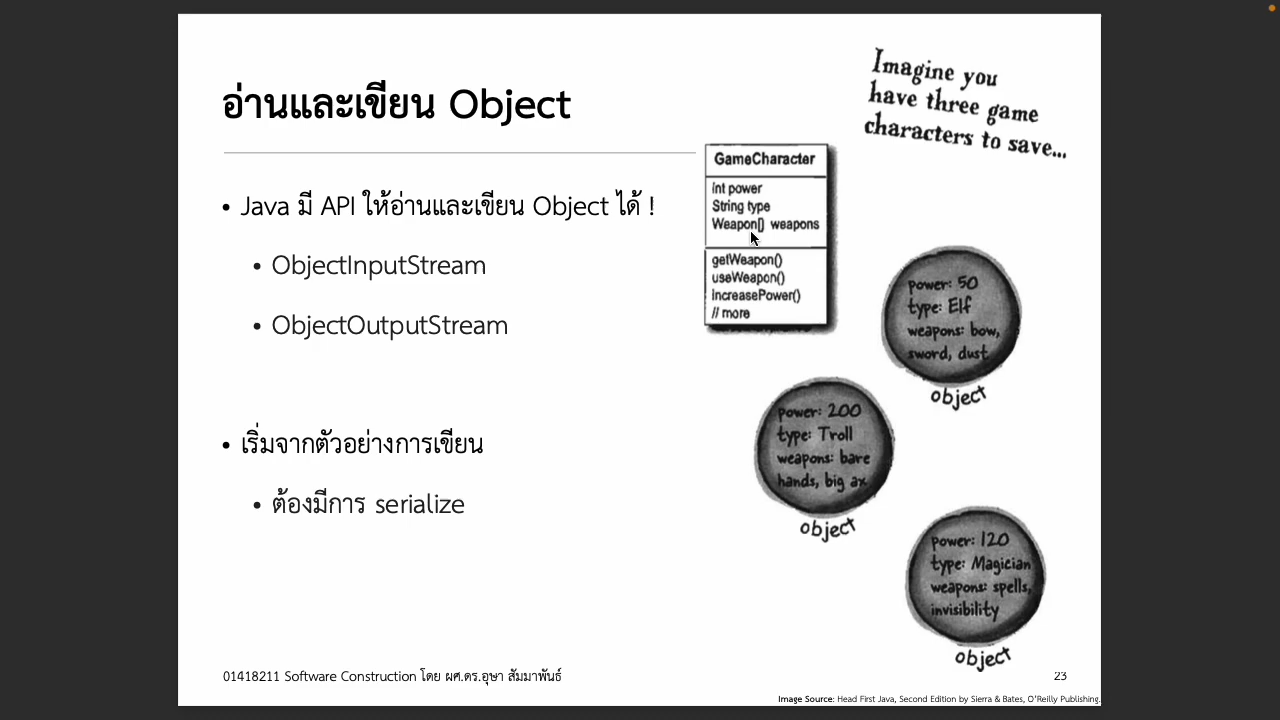 อ่านและเขียน Object
• Java มี API ให้อ่านและเขียน Object ได้ !
• ObjectInputStream
• ObjectOutputStream
• เริ่มจากตัวอย่างการเขียน
• ต้องมีการ serialize
Imagine you
have three game
characters to save...
GameCharacter
int power
String type
Weapon[] weapons
getWeapon()
useWeapon()
increasePower()
// more
power: 50
type: Elf
weapons: bow,
sword, dust
object
power: 200
type: Troll
weapons: bare
hands, big ax
object
power: 120
type: Magician
weapons: spells,
invisibility
object
01418211 Software Construction โดย ผศ.ดร.อุษา สัมมาพันธ์
23
Image Source: Head First Java, Second Edition by Sierra & Bates, O'Reilly Publishing.